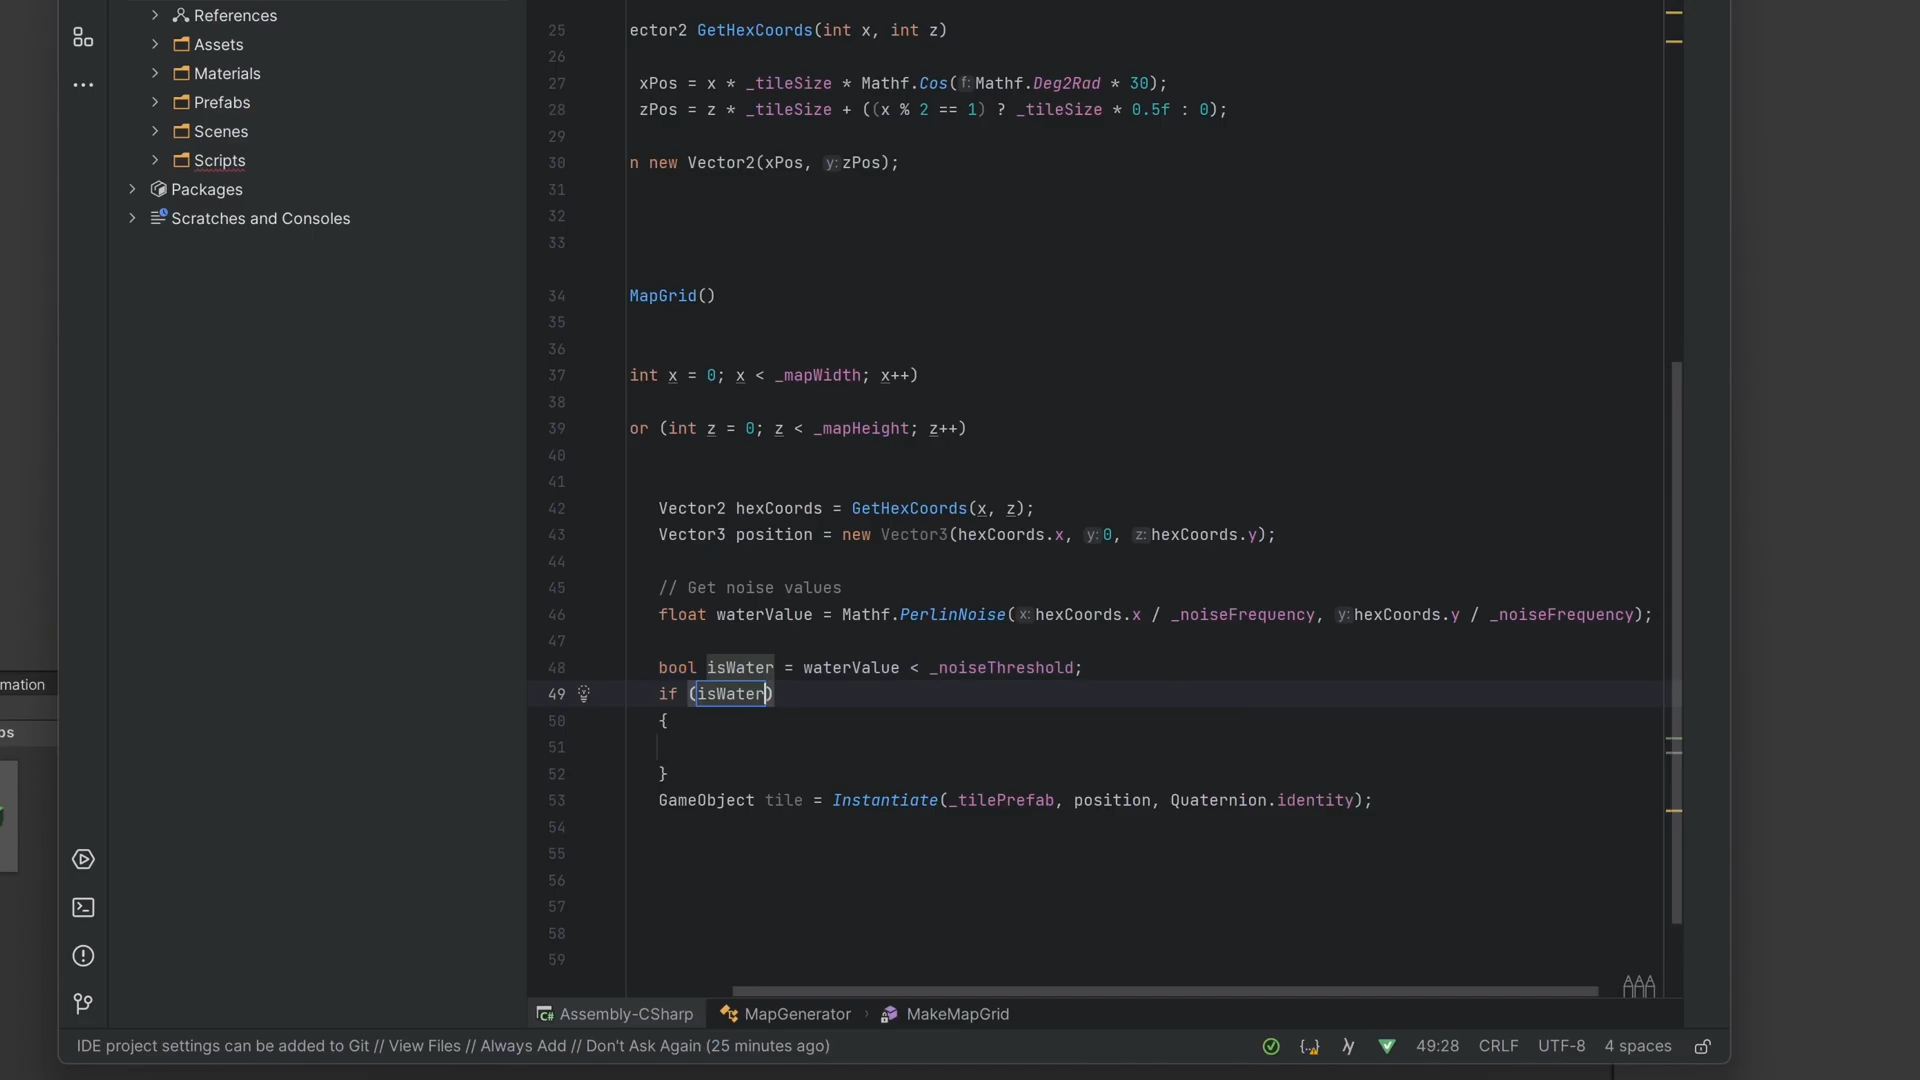 References
Assets
Materials
Prefabs
Scenes
Scripts
Packages
Scratches and Consoles
mation
os
25 ector2 GetHexCoords(int x, int z)
26
27 xPos = x * _tileSize * Mathf.Cos(f: Mathf.Deg2Rad * 30);
28 zPos = z * _tileSize + ((x % 2 == 1) ? _tileSize * 0.5f : 0);
29
30 n new Vector2(xPos, y: zPos);
31
32
33
34 MapGrid()
35
36
37 int x = 0; x < _mapWidth; x++)
38
39 or (int z = 0; z < _mapHeight; z++)
40
41
42 Vector2 hexCoords = GetHexCoords(x, z);
43 Vector3 position = new Vector3(hexCoords.x, y: 0, z: hexCoords.y);
44
45 // Get noise values
46 float waterValue = Mathf.PerlinNoise(x: hexCoords.x / _noiseFrequency, y: hexCoords.y / _noiseFrequency);
47
48 bool isWater = waterValue < _noiseThreshold;
49 if (isWater)
50 {
51
52 }
53 GameObject tile = Instantiate(_tilePrefab, position, Quaternion.identity);
54
55
56
57
58
59
Assembly-CSharp MapGenerator MakeMapGrid
IDE project settings can be added to Git // View Files // Always Add // Don't Ask Again (25 minutes ago) 49:28 CRLF UTF-8 4 spaces